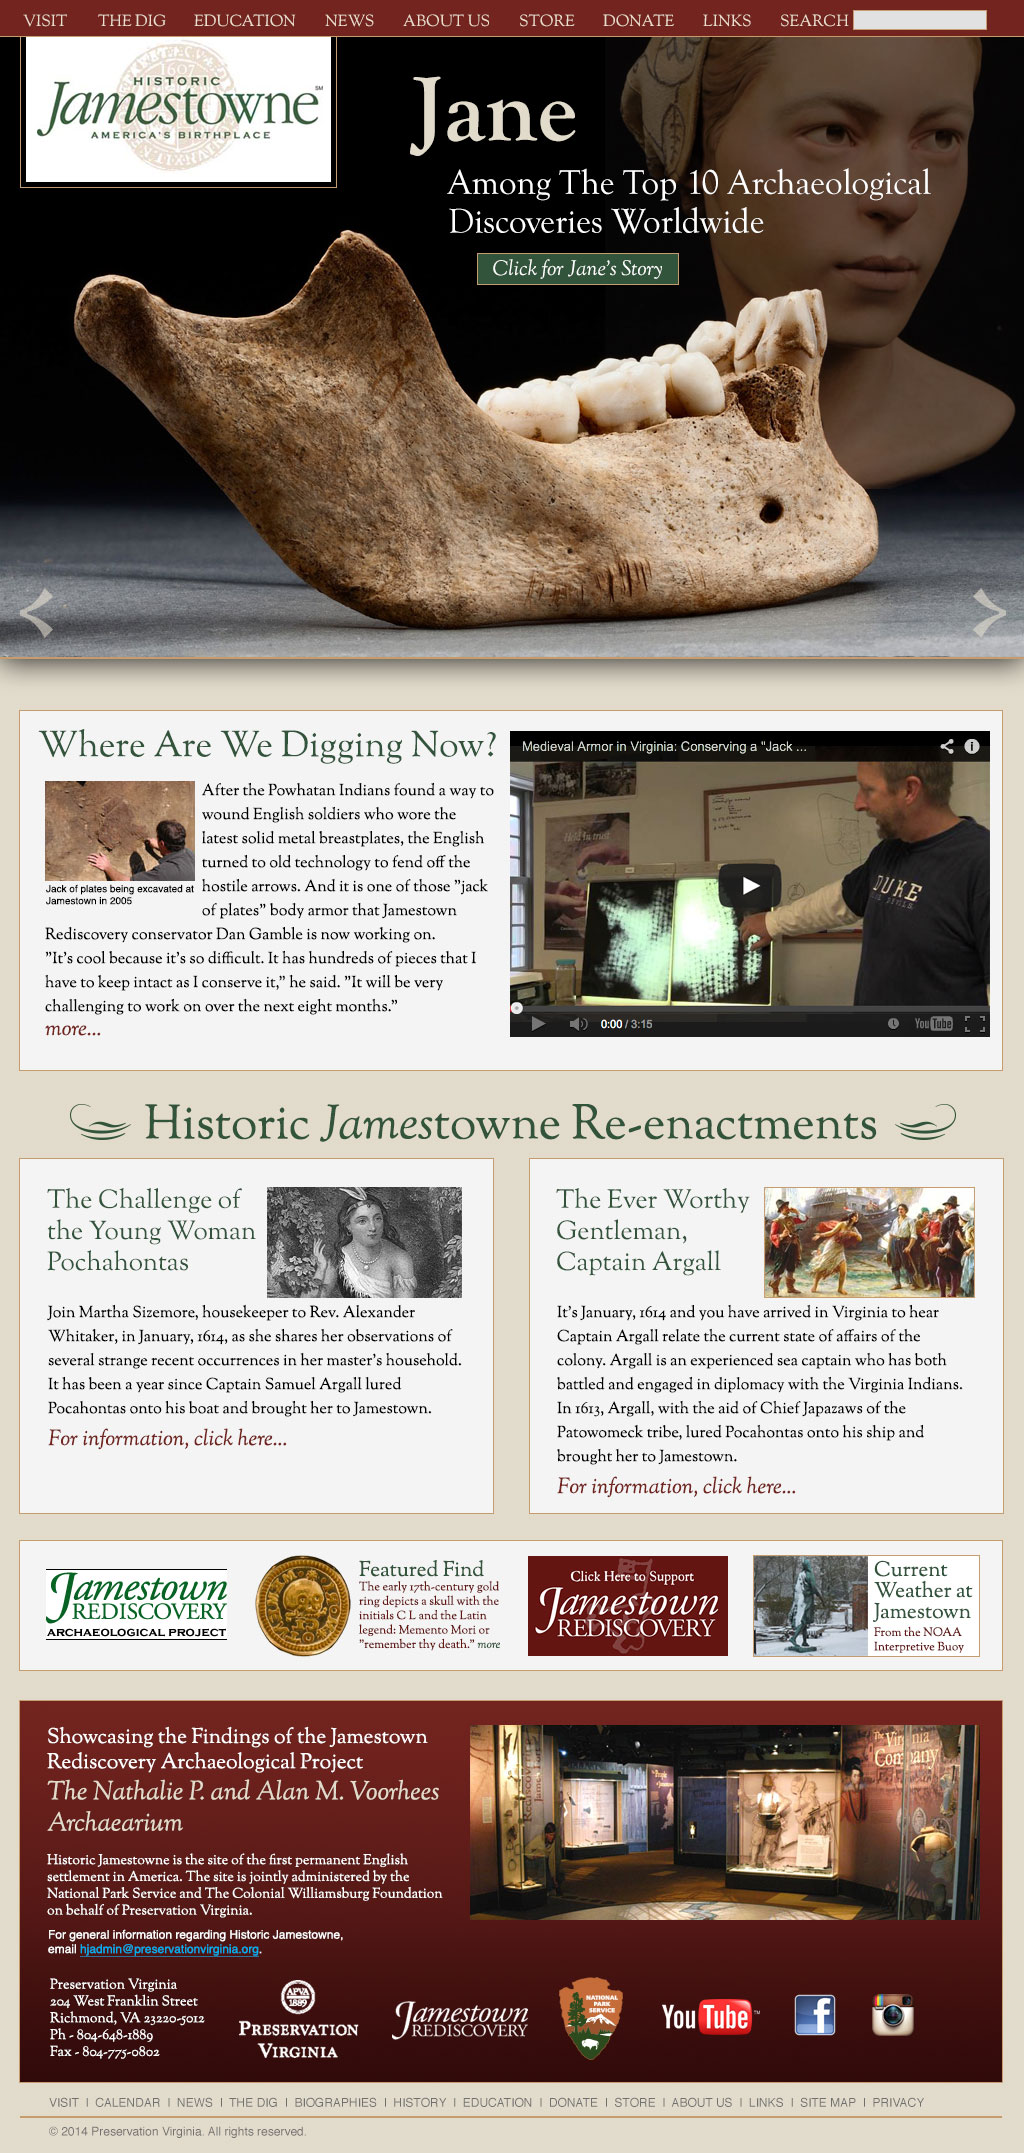 VISIT THE DIG EDUCATION NEWS ABOUT US STORE DONATE LINKS SEARCH
HISTORIC
Jamestowne℠
AMERICA'S BIRTHPLACE
Jane
Among The Top 10 Archaeological
Discoveries Worldwide
Click for Jane's Story
Where Are We Digging Now?
Jack of plates being excavated at
Jamestown in 2005
After the Powhatan Indians found a way to
wound English soldiers who wore the
latest solid metal breastplates, the English
turned to old technology to fend off the
hostile arrows. And it is one of those "jack
of plates" body armor that Jamestown
Rediscovery conservator Dan Gamble is now working on.
"It's cool because it's so difficult. It has hundreds of pieces that I
have to keep intact as I conserve it," he said. "It will be very
challenging to work on over the next eight months."
more...
Medieval Armor in Virginia: Conserving a "Jack ...
Held in trust
DUKE
0:00 / 3:15
YouTube
Historic Jamestowne Re-enactments
The Challenge of
the Young Woman
Pochahontas
Join Martha Sizemore, housekeeper to Rev. Alexander
Whitaker, in January, 1614, as she shares her observations of
several strange recent occurrences in her master's household.
It has been a year since Captain Samuel Argall lured
Pocahontas onto his boat and brought her to Jamestown.
For information, click here...
The Ever Worthy
Gentleman,
Captain Argall
It's January, 1614 and you have arrived in Virginia to hear
Captain Argall relate the current state of affairs of the
colony. Argall is an experienced sea captain who has both
battled and engaged in diplomacy with the Virginia Indians.
In 1613, Argall, with the aid of Chief Japazaws of the
Patowomeck tribe, lured Pocahontas onto his ship and
brought her to Jamestown.
For information, click here...
Jamestown
REDISCOVERY
ARCHAEOLOGICAL PROJECT
Featured Find
The early 17th-century gold
ring depicts a skull with the
initials C L and the Latin
legend: Memento Mori or
"remember thy death." more
Click Here to Support
Jamestown
REDISCOVERY
Current
Weather at
Jamestown
From the NOAA
Interpretive Buoy
Showcasing the Findings of the Jamestown
Rediscovery Archaeological Project
The Nathalie P. and Alan M. Voorhees
Archaearium
The Virginia
Company
Historic Jamestowne is the site of the first permanent English
settlement in America. The site is jointly administered by the
National Park Service and The Colonial Williamsburg Foundation
on behalf of Preservation Virginia.
For general information regarding Historic Jamestowne,
email hjadmin@preservationvirginia.org.
Preservation Virginia
204 West Franklin Street
Richmond, VA 23220-5012
Ph - 804-648-1889
Fax - 804-775-0802
APVA
1889
PRESERVATION
VIRGINIA
Jamestown
REDISCOVERY
NATIONAL
PARK
SERVICE
YouTube™
VISIT | CALENDAR | NEWS | THE DIG | BIOGRAPHIES | HISTORY | EDUCATION | DONATE | STORE | ABOUT US | LINKS | SITE MAP | PRIVACY
© 2014 Preservation Virginia. All rights reserved.